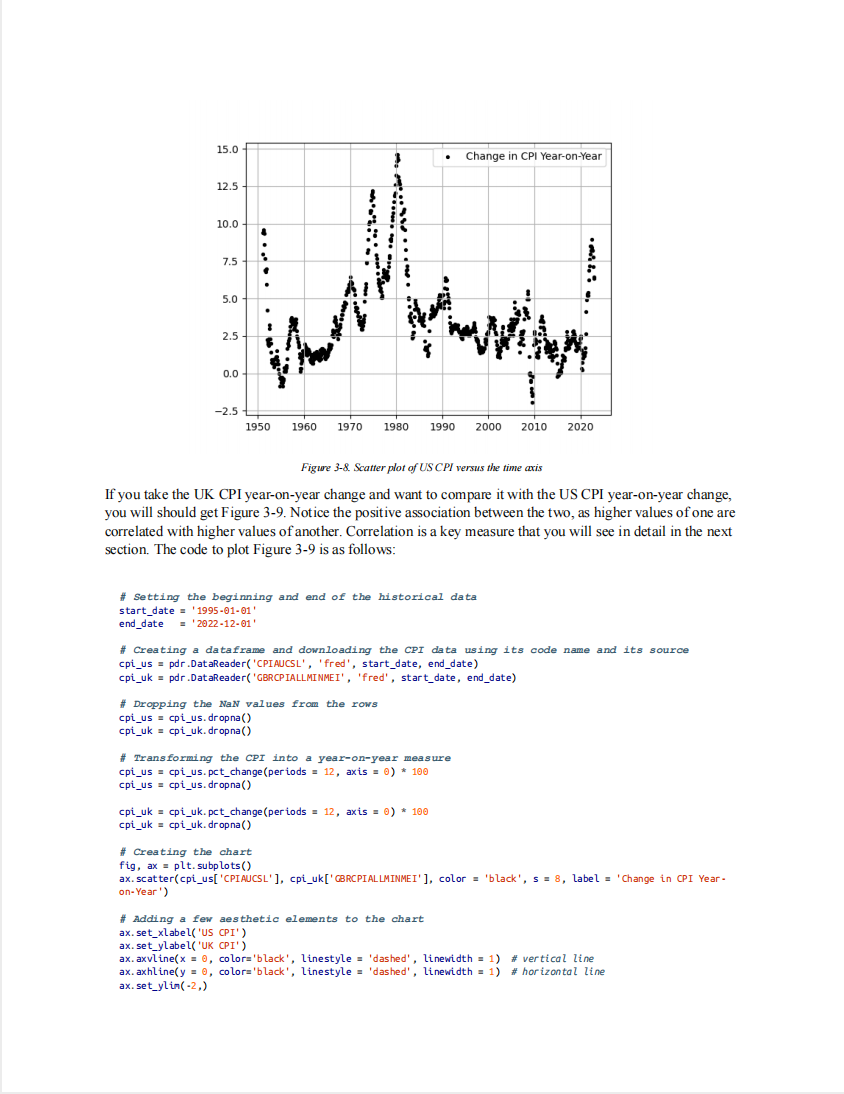 15.0
Change in CPI Year-on-Year
12.5
10.0
7.5
5.0
2.5
0.0
−2.5
1950 1960 1970 1980 1990 2000 2010 2020
Figure 3-8. Scatter plot of US CPI versus the time axis
If you take the UK CPI year-on-year change and want to compare it with the US CPI year-on-year change,
you will should get Figure 3-9. Notice the positive association between the two, as higher values of one are
correlated with higher values of another. Correlation is a key measure that you will see in detail in the next
section. The code to plot Figure 3-9 is as follows:
# Setting the beginning and end of the historical data
start_date = '1995-01-01'
end_date   = '2022-12-01'
# Creating a dataframe and downloading the CPI data using its code name and its source
cpi_us = pdr.DataReader('CPIAUCSL', 'fred', start_date, end_date)
cpi_uk = pdr.DataReader('GBRCPIALLMINMEI', 'fred', start_date, end_date)
# Dropping the NaN values from the rows
cpi_us = cpi_us.dropna()
cpi_uk = cpi_uk.dropna()
# Transforming the CPI into a year-on-year measure
cpi_us = cpi_us.pct_change(periods = 12, axis = 0) * 100
cpi_us = cpi_us.dropna()
cpi_uk = cpi_uk.pct_change(periods = 12, axis = 0) * 100
cpi_uk = cpi_uk.dropna()
# Creating the chart
fig, ax = plt.subplots()
ax.scatter(cpi_us['CPIAUCSL'], cpi_uk['GBRCPIALLMINMEI'], color = 'black', s = 8, label = 'Change in CPI Year-
on-Year')
# Adding a few aesthetic elements to the chart
ax.set_xlabel('US CPI')
ax.set_ylabel('UK CPI')
ax.axvline(x = 0, color='black', linestyle = 'dashed', linewidth = 1)  # vertical line
ax.axhline(y = 0, color='black', linestyle = 'dashed', linewidth = 1)  # horizontal line
ax.set_ylim(-2,)